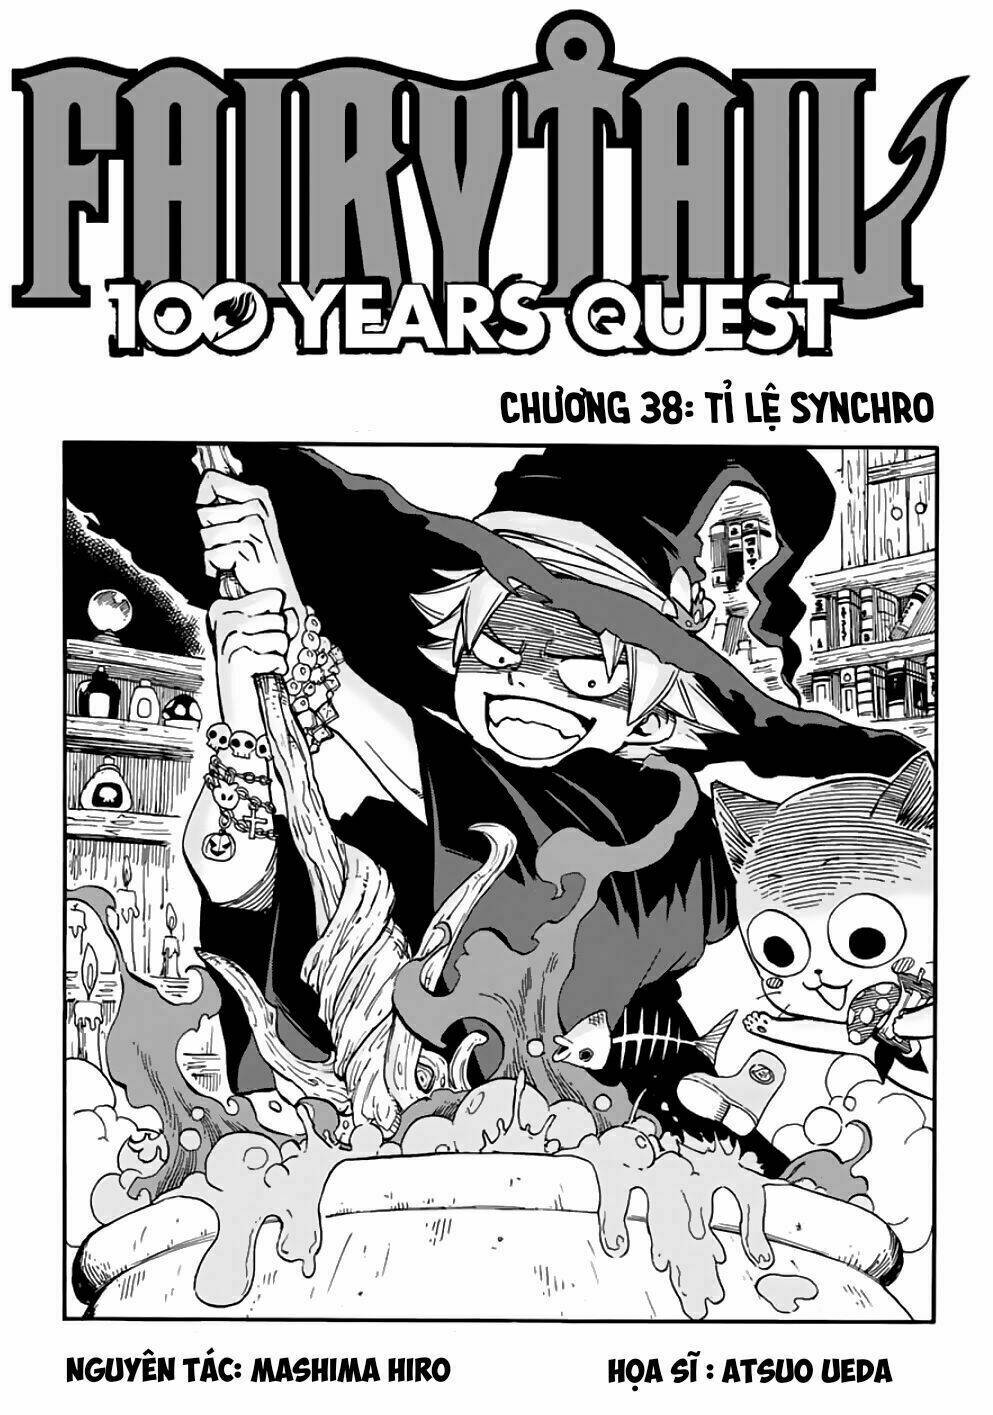 FAIRY TAIL
100 YEARS QUEST
CHƯƠNG 38: TỈ LỆ SYNCHRO
NGUYÊN TÁC: MASHIMA HIRO
HỌA SĨ : ATSUO UEDA